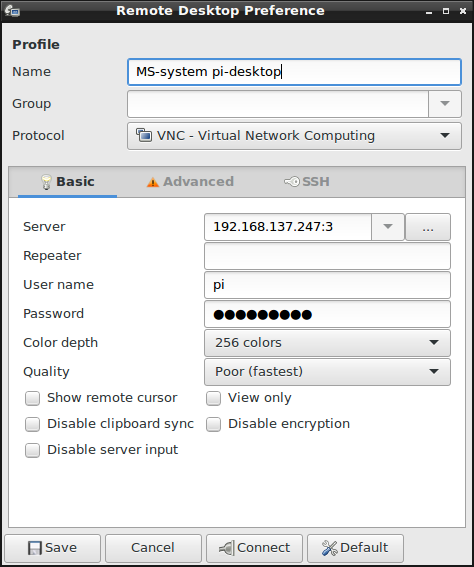 Remote Desktop Preference
Profile
Name MS-system pi-desktop
Group
Protocol VNC - Virtual Network Computing
Basic Advanced SSH
Server 192.168.137.247:3 ...
Repeater
User name pi
Password ●●●●●●●●●
Color depth 256 colors
Quality Poor (fastest)
Show remote cursor View only
Disable clipboard sync Disable encryption
Disable server input
Save Cancel Connect Default